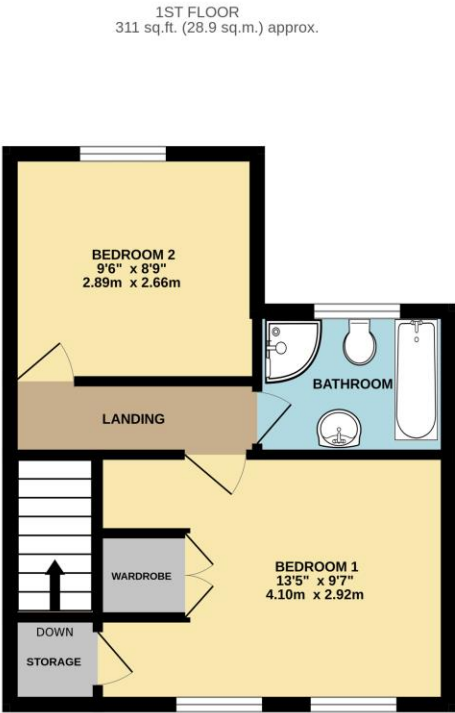 1ST FLOOR
311 sq.ft. (28.9 sq.m.) approx.
BEDROOM 2
9'6" x 8'9"
2.89m x 2.66m
BATHROOM
LANDING
BEDROOM 1
13'5" x 9'7"
4.10m x 2.92m
WARDROBE
DOWN
STORAGE